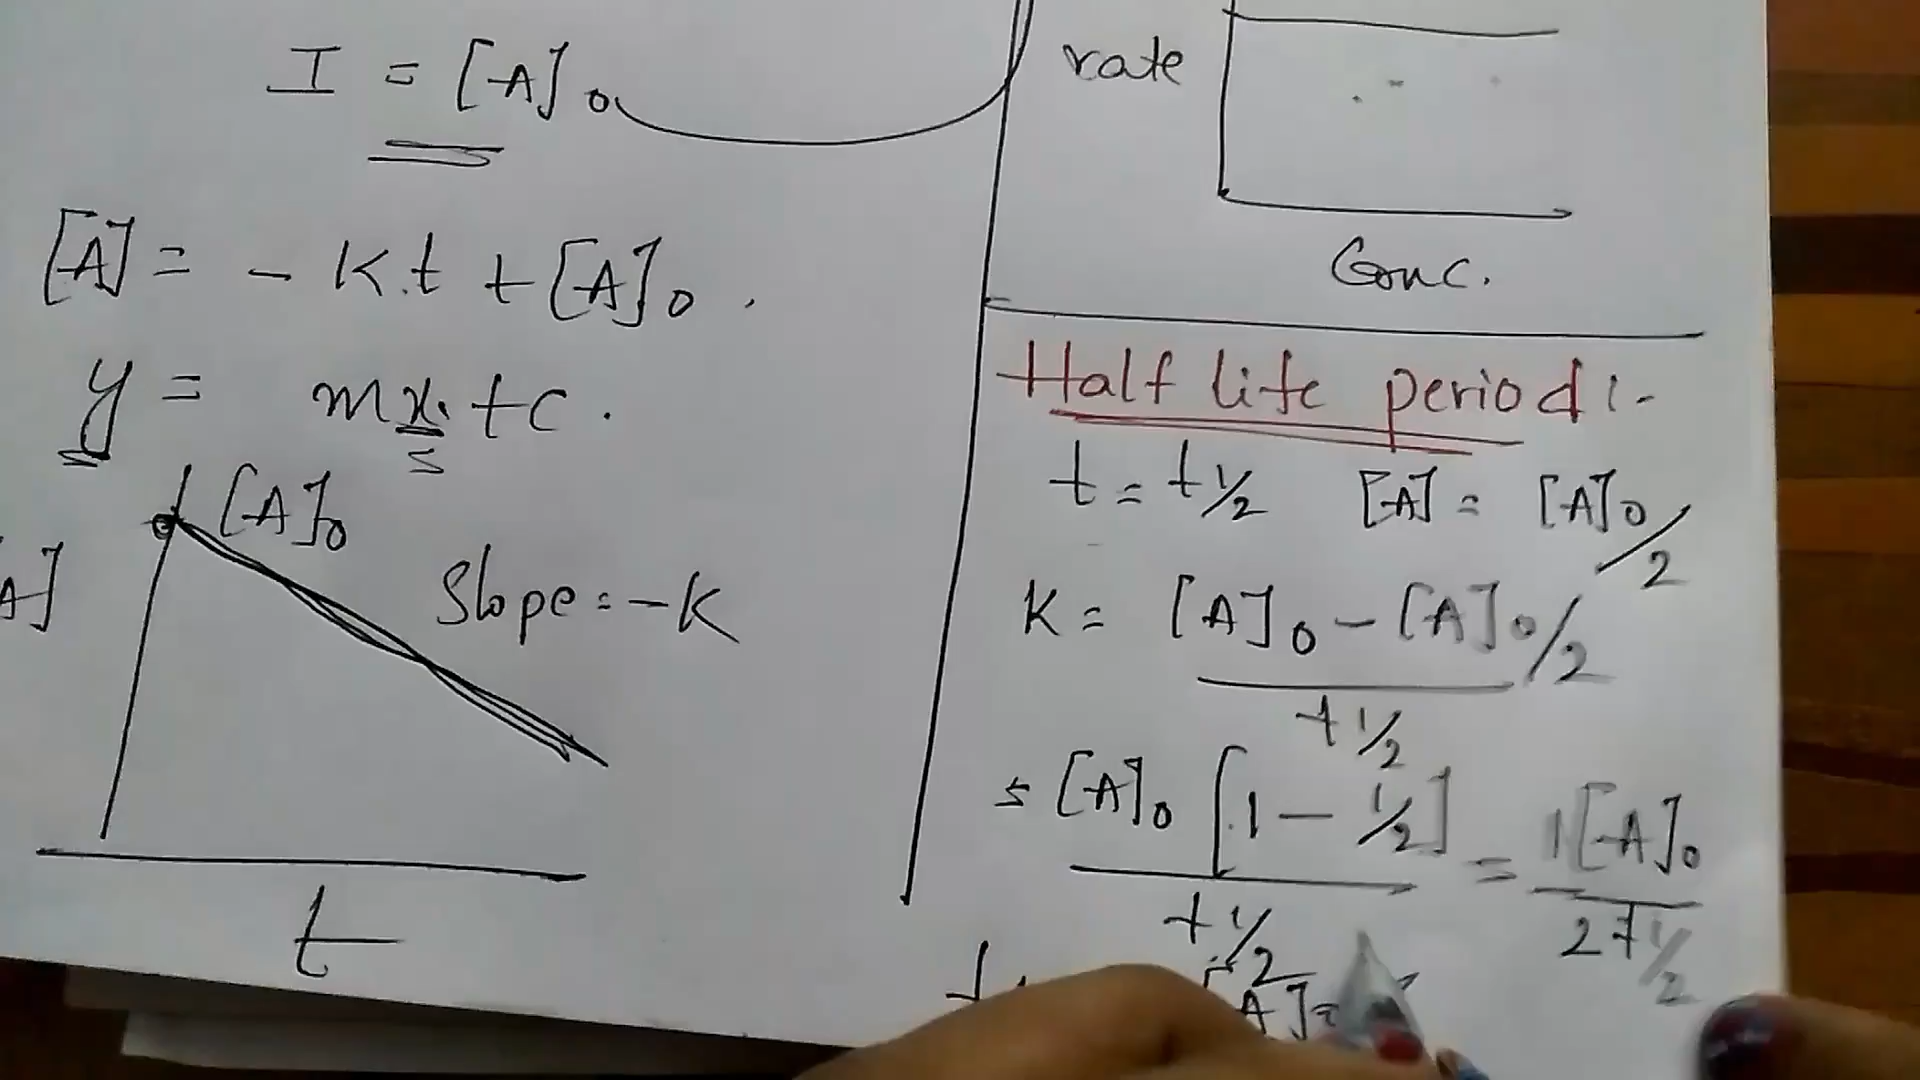 I = [A]₀
[A] = - K.t + [A]₀.
y = mx + c.
[A]₀
A]
Slope = -K
t
rate
Conc.
Half life period :-
t = t½ [A] = [A]₀/2
K = [A]₀ - [A]₀/2
t½
= [A]₀ [1 - ½] = 1[A]₀
t½ 2t½